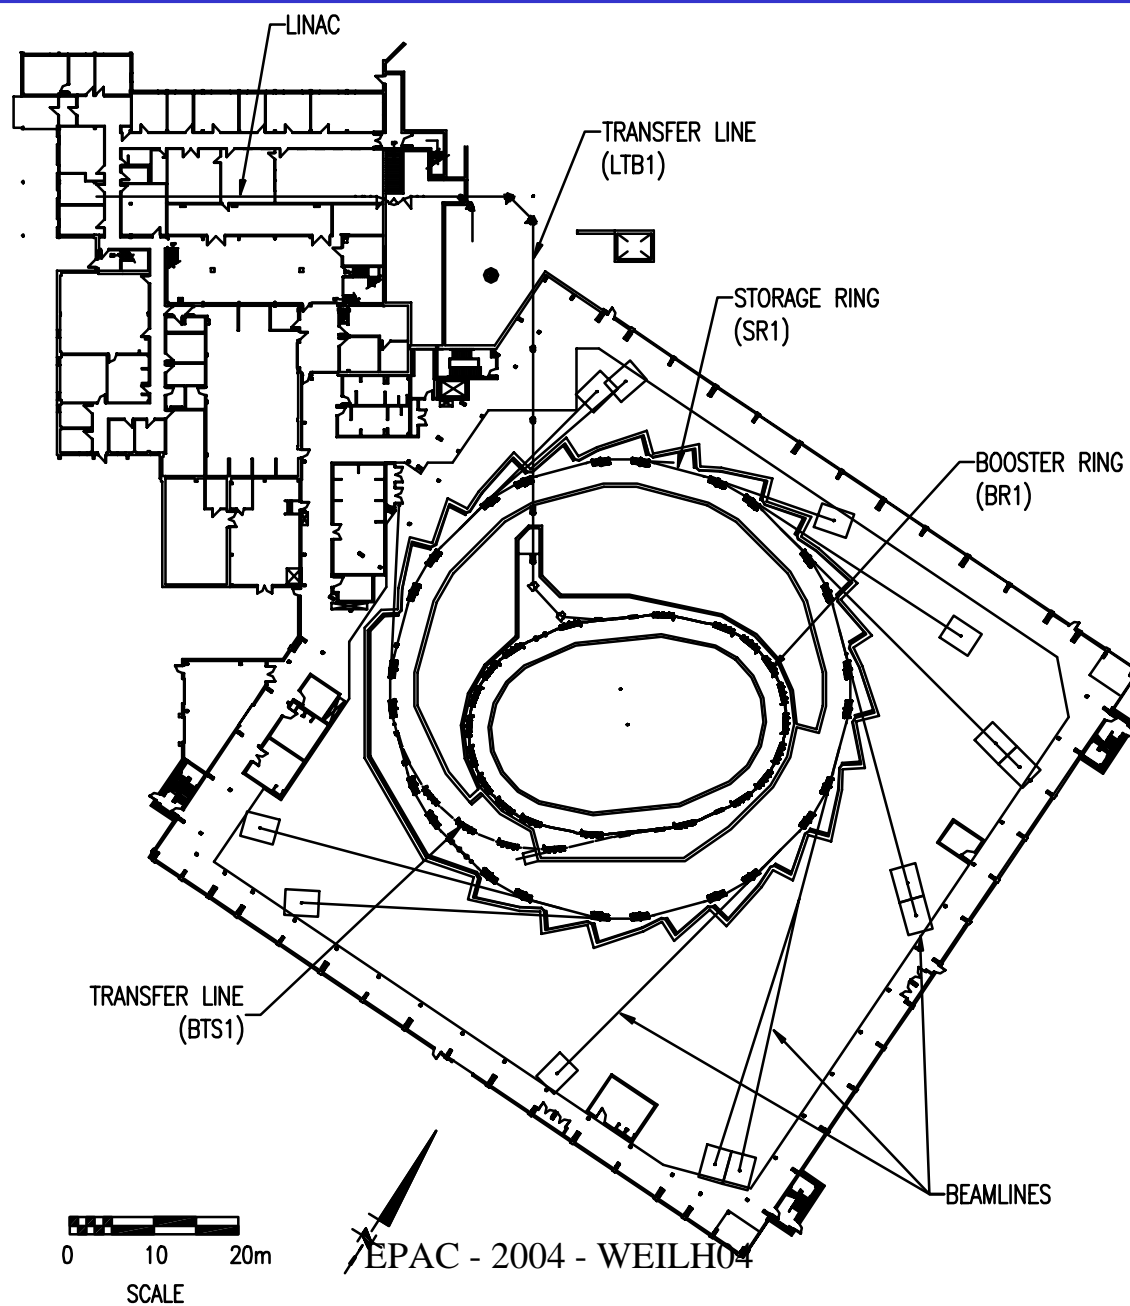 LINAC
TRANSFER LINE
(LTB1)
STORAGE RING
(SR1)
BOOSTER RING
(BR1)
TRANSFER LINE
(BTS1)
BEAMLINES
0 10 20m
SCALE
N
EPAC - 2004 - WEILH04